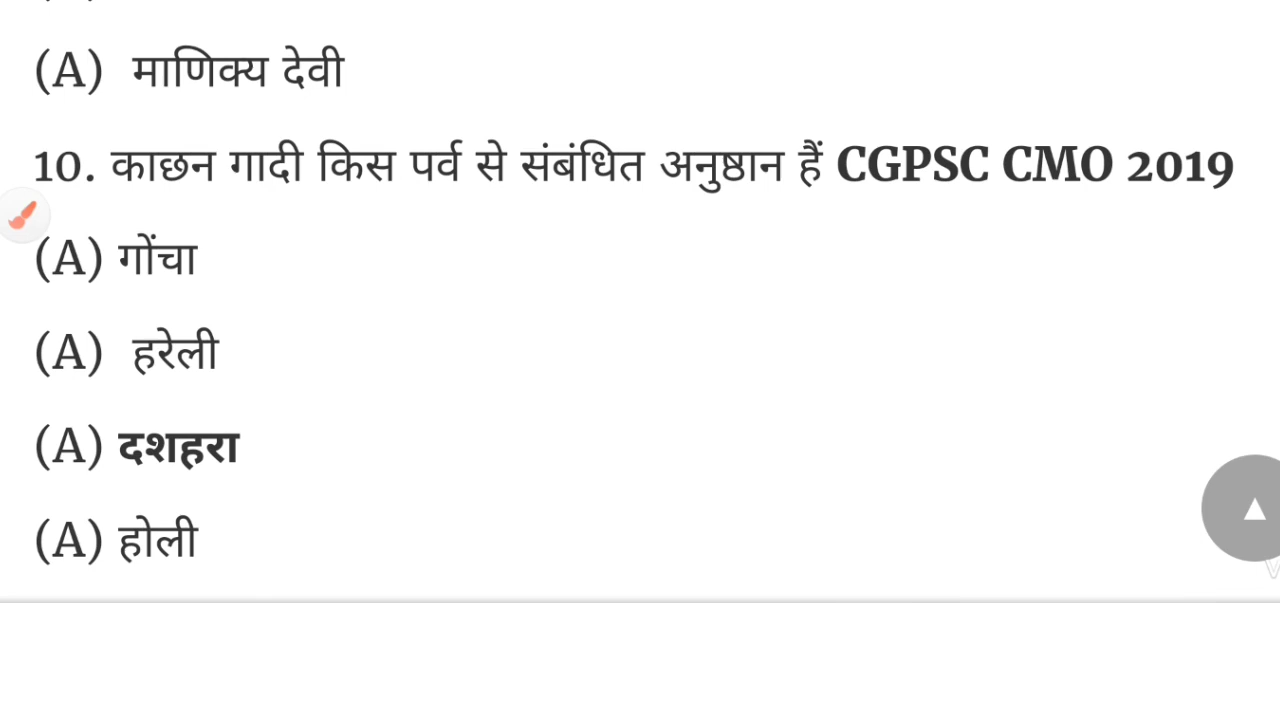 (A) माणिक्य देवी
10. काछन गादी किस पर्व से संबंधित अनुष्ठान हैं CGPSC CMO 2019
(A) गोंचा
(A) हरेली
(A) दशहरा
(A) होली